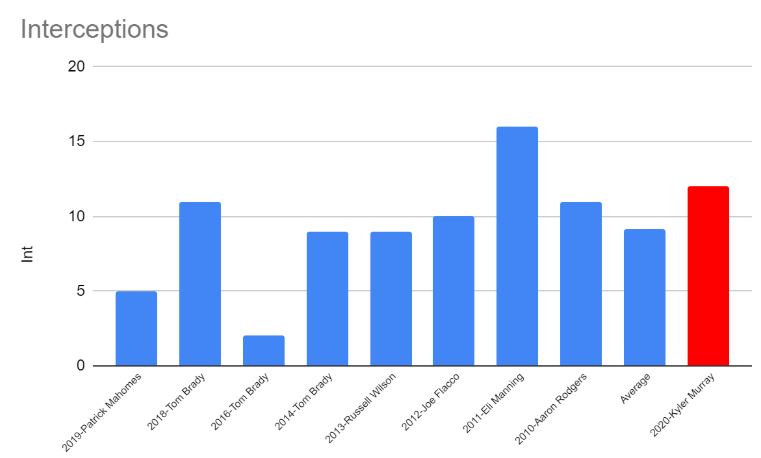 Interceptions
20
15
10
5
0
Int
2019-Patrick Mahomes
2018-Tom Brady
2016-Tom Brady
2014-Tom Brady
2013-Russell Wilson
2012-Joe Flacco
2011-Eli Manning
2010-Aaron Rodgers
Average
2020-Kyler Murray